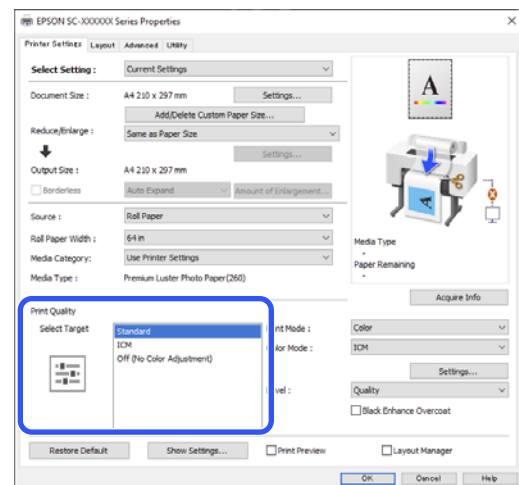 EPSON SC-XXXXXX Series Properties
Printer Settings Layout Advanced Utility
Select Setting : Current Settings
Document Size : A4 210 x 297 mm Settings...
Add/Delete Custom Paper Size...
Reduce/Enlarge : Same as Paper Size
Settings...
Output Size : A4 210 x 297 mm
Borderless Auto Expand Amount of Enlargement...
Source : Roll Paper
Roll Paper Width : 64 in
Media Category: Use Printer Settings
Media Type : Premium Luster Photo Paper(260)
A
Media Type
-
Paper Remaining
-
Acquire Info
Print Quality
Select Target
Standard
ICM
Off (No Color Adjustment)
nt Mode : Color
lor Mode : ICM
Settings...
vel : Quality
Black Enhance Overcoat
Restore Default Show Settings... Print Preview Layout Manager
OK Cancel Help